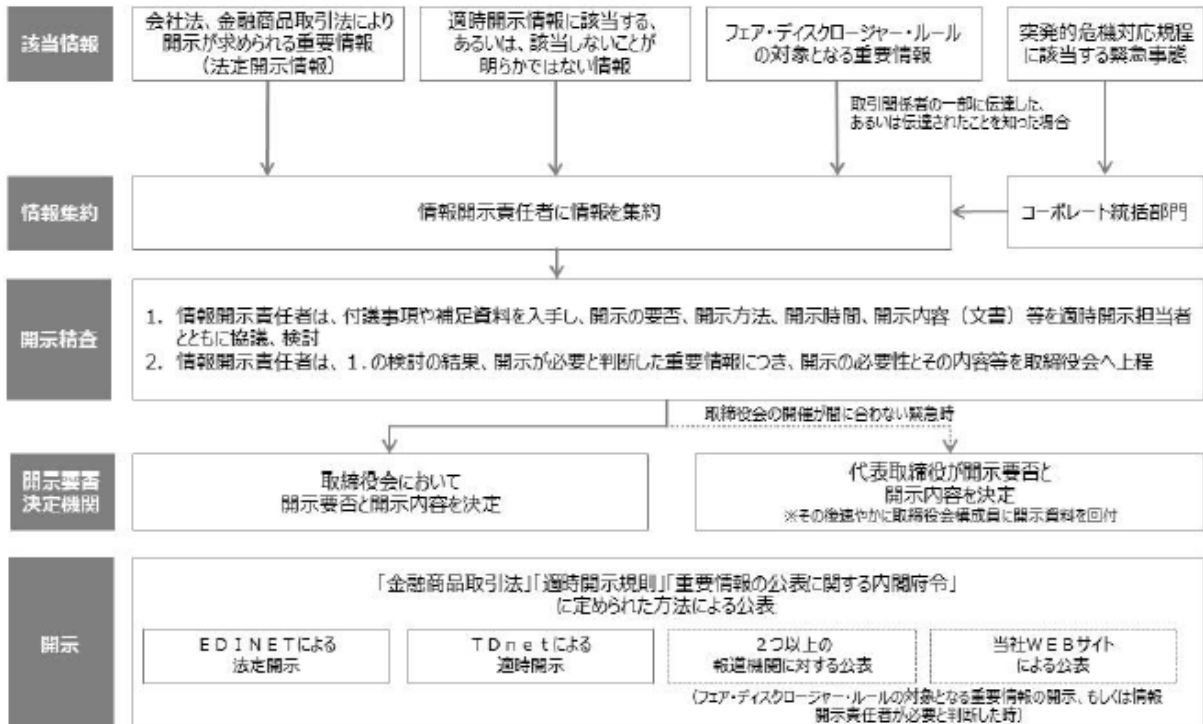 該当情報
会社法、金融商品取引法により
開示が求められる重要情報
（法定開示情報）
適時開示情報に該当する、
あるいは、該当しないことが
明らかではない情報
フェア・ディスクロージャー・ルール
の対象となる重要情報
突発的危機対応規程
に該当する緊急事態
取引関係者の一部に伝達した、
あるいは伝達されたことを知った場合
情報集約
情報開示責任者に情報を集約
コーポレート統括部門
開示精査
1. 情報開示責任者は、付議事項や補足資料を入手し、開示の要否、開示方法、開示時間、開示内容（文書）等を適時開示担当者
とともに協議、検討
2. 情報開示責任者は、１．の検討の結果、開示が必要と判断した重要情報につき、開示の必要性とその内容等を取締役会へ上程
取締役会の開催が間に合わない緊急時
開示要否
決定機関
取締役会において
開示要否と開示内容を決定
代表取締役が開示要否と
開示内容を決定
※その後速やかに取締役会構成員に開示資料を回付
開示
「金融商品取引法」「適時開示規則」「重要情報の公表に関する内閣府令」
に定められた方法による公表
ＥＤＩＮＥＴによる
法定開示
ＴＤｎｅｔによる
適時開示
２つ以上の
報道機関に対する公表
当社ＷＥＢサイト
による公表
（フェア・ディスクロージャー・ルールの対象となる重要情報の開示、もしくは情報
開示責任者が必要と判断した時）